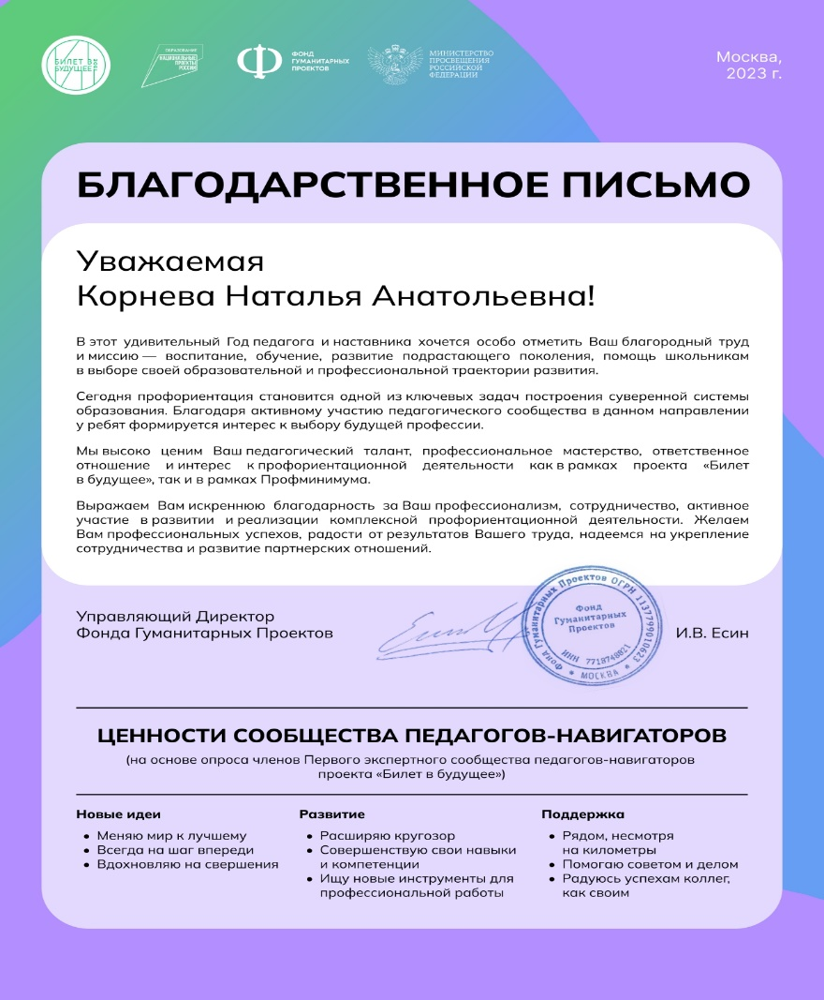 БИЛЕТ В
БУДУЩЕЕ
ОБРАЗОВАНИЕ
НАЦИОНАЛЬНЫЕ
ПРОЕКТЫ
РОССИИ
ФОНД
ГУМАНИТАРНЫХ
ПРОЕКТОВ
МИНИСТЕРСТВО
ПРОСВЕЩЕНИЯ
РОССИЙСКОЙ
ФЕДЕРАЦИИ
Москва,
2023 г.
БЛАГОДАРСТВЕННОЕ ПИСЬМО
Уважаемая
Корнева Наталья Анатольевна!
В этот удивительный Год педагога и наставника хочется особо отметить Ваш благородный труд
и миссию — воспитание, обучение, развитие подрастающего поколения, помощь школьникам
в выборе своей образовательной и профессиональной траектории развития.
Сегодня профориентация становится одной из ключевых задач построения суверенной системы
образования. Благодаря активному участию педагогического сообщества в данном направлении
у ребят формируется интерес к выбору будущей профессии.
Мы высоко ценим Ваш педагогический талант, профессиональное мастерство, ответственное
отношение и интерес к профориентационной деятельности как в рамках проекта «Билет
в будущее», так и в рамках Профминимума.
Выражаем Вам искреннюю благодарность за Ваш профессионализм, сотрудничество, активное
участие в развитии и реализации комплексной профориентационной деятельности. Желаем
Вам профессиональных успехов, радости от результатов Вашего труда, надеемся на укрепление
сотрудничества и развитие партнерских отношений.
Управляющий Директор
Фонда Гуманитарных Проектов
Фонд Гуманитарных Проектов ОГРН 1137799010623
Фонд
Гуманитарных
Проектов
ИНН 7718748821
* МОСКВА *
И.В. Есин
ЦЕННОСТИ СООБЩЕСТВА ПЕДАГОГОВ-НАВИГАТОРОВ
(на основе опроса членов Первого экспертного сообщества педагогов-навигаторов
проекта «Билет в будущее»)
Новые идеи
• Меняю мир к лучшему
• Всегда на шаг впереди
• Вдохновляю на свершения
Развитие
• Расширяю кругозор
• Совершенствую свои навыки
и компетенции
• Ищу новые инструменты для
профессиональной работы
Поддержка
• Рядом, несмотря
на километры
• Помогаю советом и делом
• Радуюсь успехам коллег,
как своим